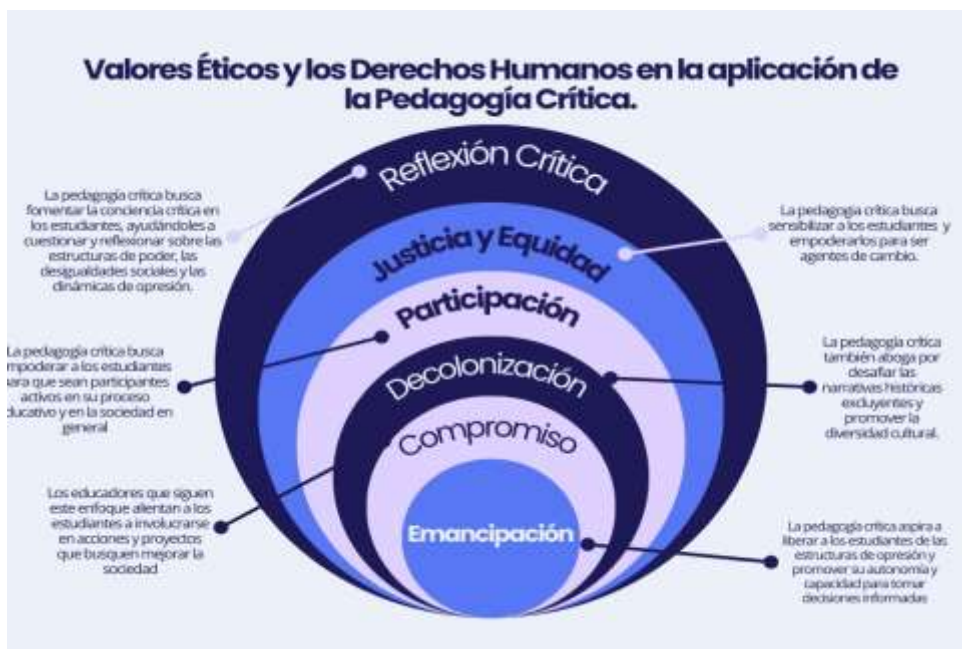 Valores Éticos y los Derechos Humanos en la aplicación de
la Pedagogía Crítica.
Reflexión Crítica
La pedagogía crítica busca
fomentar la conciencia crítica en
los estudiantes, ayudándoles a
cuestionar y reflexionar sobre las
estructuras de poder, las
desigualdades sociales y las
dinámicas de opresión.
Justicia y Equidad
La pedagogía crítica busca
sensibilizar a los estudiantes y
empoderarlos para ser
agentes de cambio.
Participación
La pedagogía crítica busca
mpoderar a los estudiantes
para que sean participantes
activos en su proceso
ducativo y en la sociedad en
general
Decolonización
La pedagogía crítica
también aboga por
desafiar las
narrativas históricas
excluyentes y
promover la
diversidad cultural.
Compromiso
Los educadores que siguen
este enfoque alientan a los
estudiantes a involucrarse
en acciones y proyectos
que busquen mejorar la
sociedad
Emancipación
La pedagogía crítica aspira a
liberar a los estudiantes de las
estructuras de opresión y
promover su autonomía y
capacidad para tomar
decisiones informadas